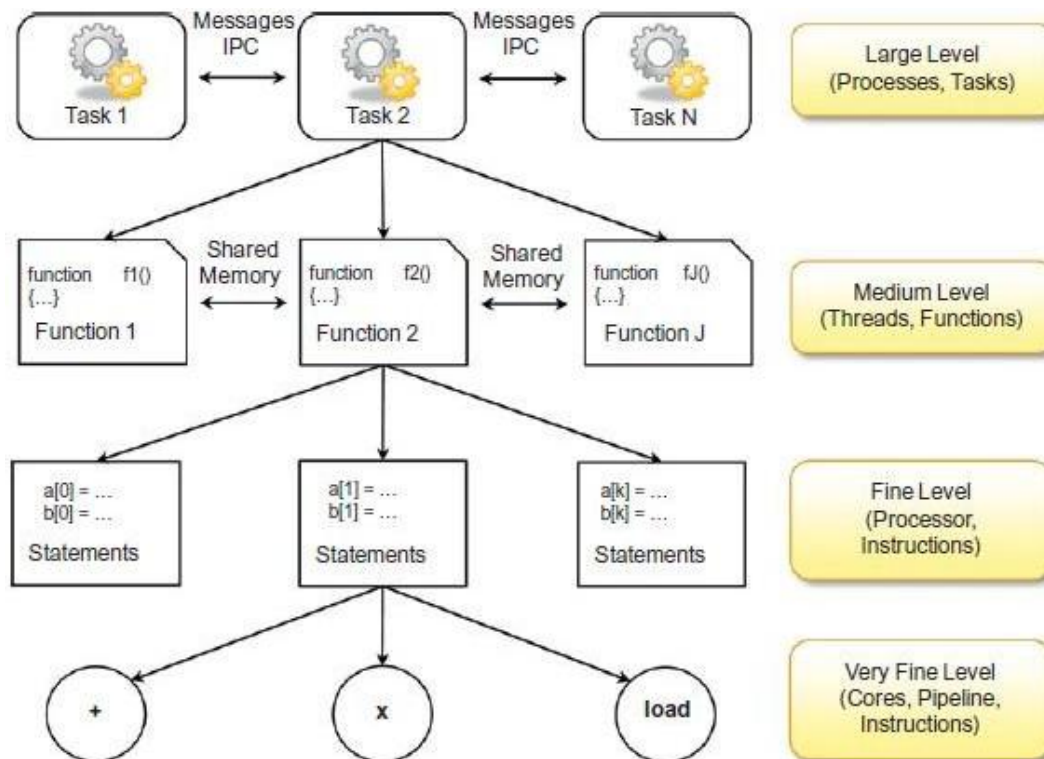 Messages
IPC
Messages
IPC
Task 1
Task 2
Task N
Large Level
(Processes, Tasks)
function f1()
{...}
Function 1
Shared
Memory
function f2()
{...}
Function 2
Shared
Memory
function fJ()
{...}
Function J
Medium Level
(Threads, Functions)
a[0] = ...
b[0] = ...
Statements
a[1] = ...
b[1] = ...
Statements
a[k] = ...
b[k] = ...
Statements
Fine Level
(Processor,
Instructions)
+
x
load
Very Fine Level
(Cores, Pipeline,
Instructions)